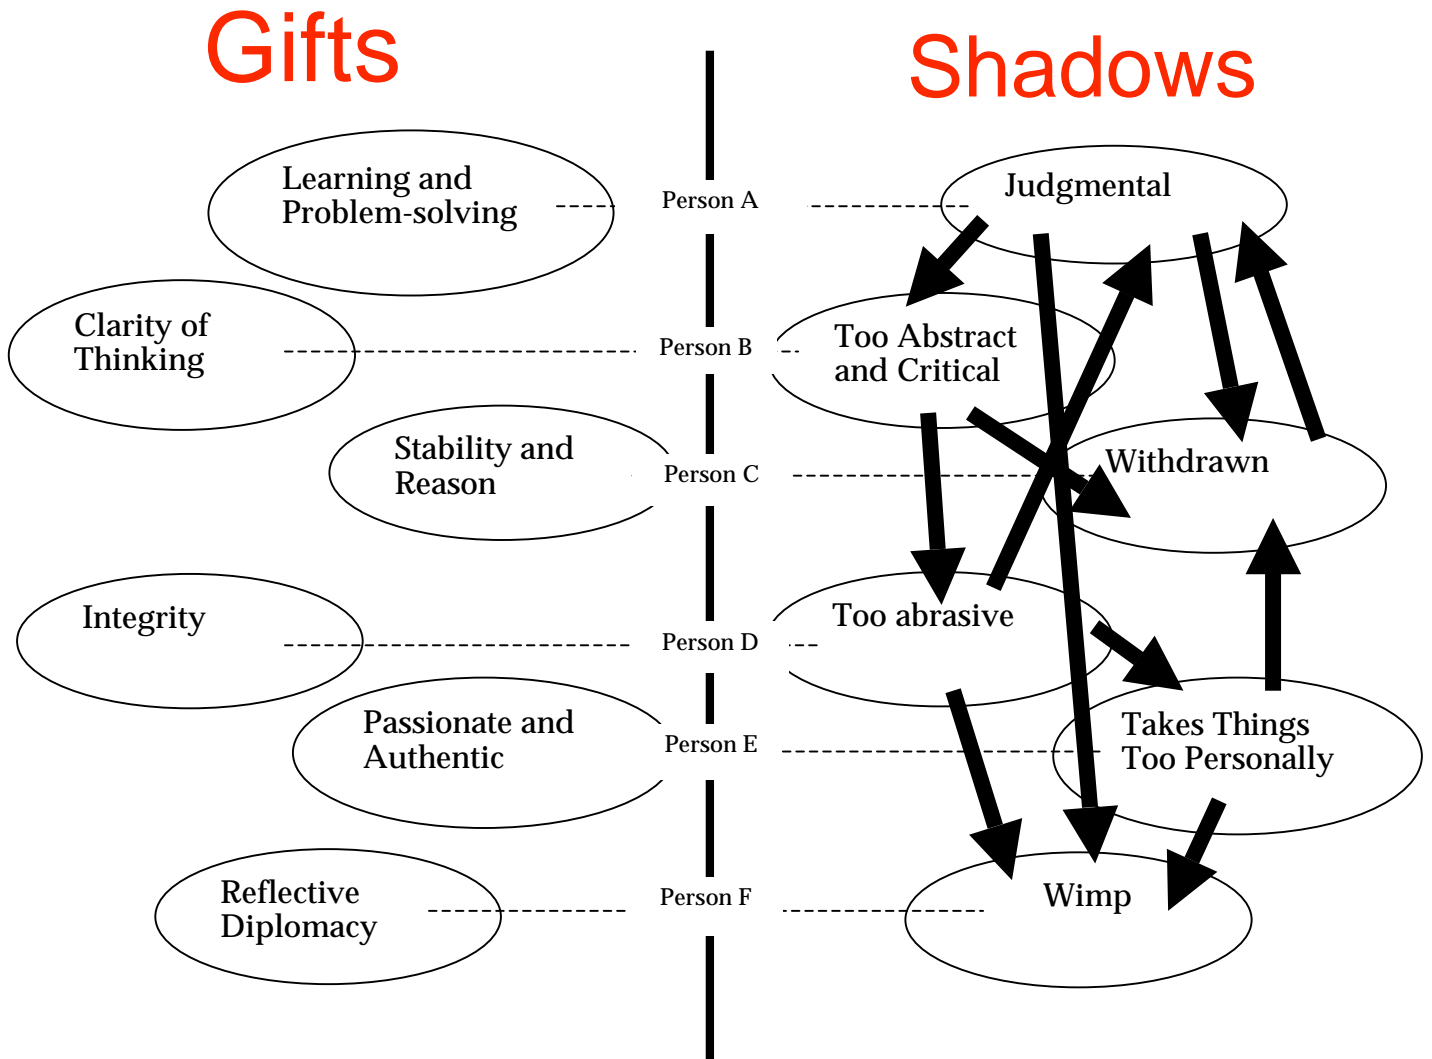 Gifts
Shadows
Learning and
Problem-solving
Person A
Judgmental
Clarity of
Thinking
Person B
Too Abstract
and Critical
Stability and
Reason
Person C
Withdrawn
Integrity
Person D
Too abrasive
Passionate and
Authentic
Person E
Takes Things
Too Personally
Reflective
Diplomacy
Person F
Wimp